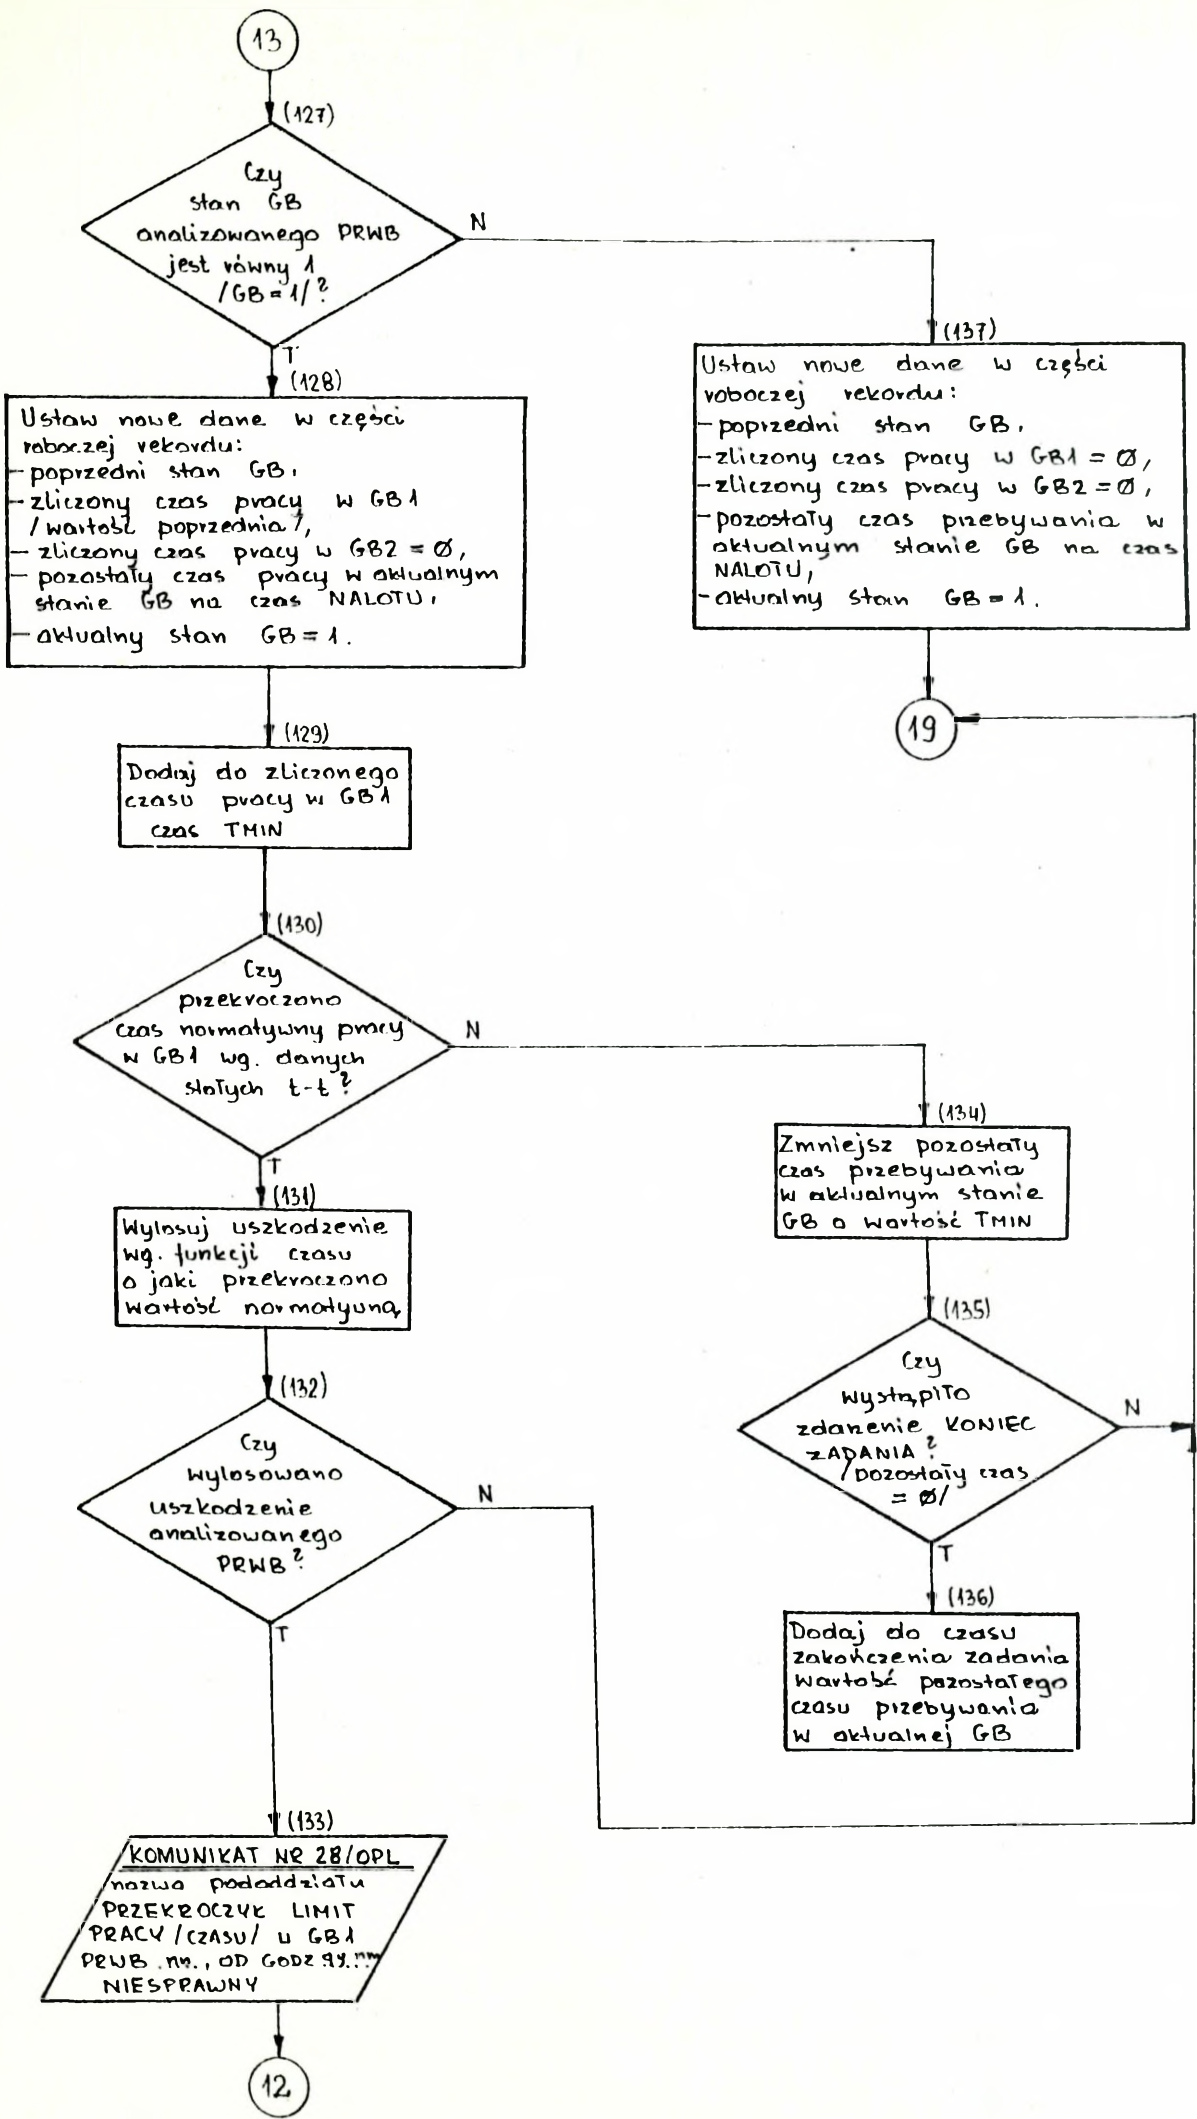 13
(127)
Czy
stan GB
analizowanego PRWB
jest równy 1
/GB=1/?
N
T
(128)
Ustaw nowe dane w części
roboczej rekordu:
- poprzedni stan GB,
- zliczony czas pracy w GB1
/wartość poprzednia/,
- zliczony czas pracy w GB2 = Ø,
- pozostały czas pracy w aktualnym
stanie GB na czas NALOTU,
- aktualny stan GB = 1.
(137)
Ustaw nowe dane w części
roboczej rekordu:
- poprzedni stan GB,
- zliczony czas pracy w GB1 = Ø,
- zliczony czas pracy w GB2 = Ø,
- pozostały czas przebywania w
aktualnym stanie GB na czas
NALOTU,
- aktualny stan GB = 1.
19
(129)
Dodaj do zliczonego
czasu pracy w GB1
czas TMIN
(130)
Czy
przekroczono
czas normatywny pracy
w GB1 wg. danych
stałych t-t?
N
T
(131)
Wylosuj uszkodzenie
wg. funkcji czasu
o jaki przekroczono
wartość normatywną
(132)
Czy
wylosowano
uszkodzenie
analizowanego
PRWB?
N
T
(134)
Zmniejsz pozostały
czas przebywania
w aktualnym stanie
GB o wartość TMIN
(135)
Czy
wystąpiło
zdarzenie KONIEC
ZADANIA?
/pozostały czas
= Ø/
N
T
(136)
Dodaj do czasu
zakończenia zadania
wartość pozostałego
czasu przebywania
w aktualnej GB
(133)
KOMUNIKAT NR 28/OPL
nazwa pododdziału
PRZEKROCZYŁ LIMIT
PRACY /CZASU/ w GB1
PRWB .nn., OD GODZ
NIESPRAWNY
12